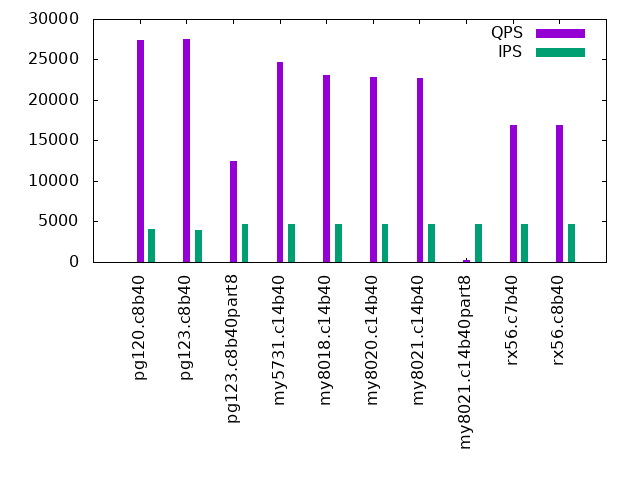 30000
25000
20000
15000
10000
5000
0
QPS
IPS
pg120.c8b40
pg123.c8b40
pg123.c8b40part8
my5731.c14b40
my8018.c14b40
my8020.c14b40
my8021.c14b40
my8021.c14b40part8
rx56.c7b40
rx56.c8b40